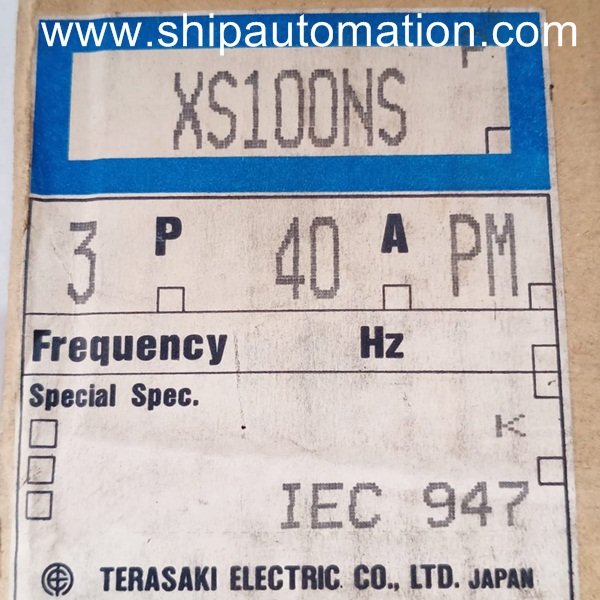 www.shipautomation.com
P
XS100NS
3 P 40 A PM
Frequency Hz
Special Spec.
K
IEC 947
TERASAKI ELECTRIC CO., LTD. JAPAN